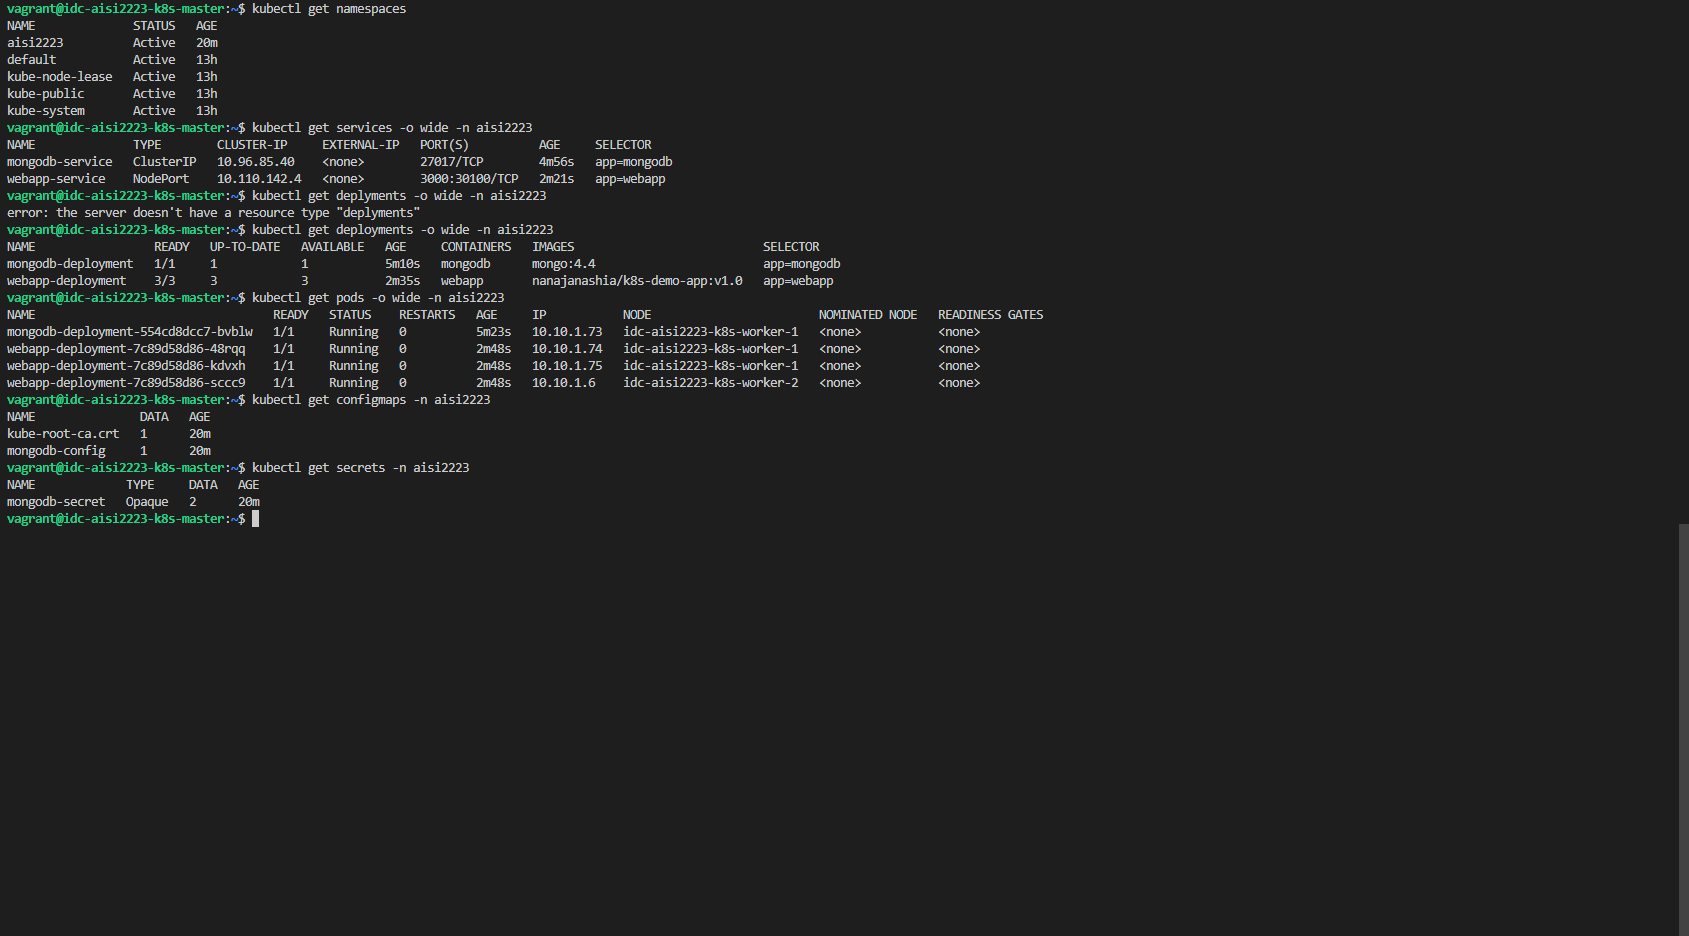 vagrant@idc-aisi2223-k8s-master:~$ kubectl get namespaces
NAME STATUS AGE
aisi2223 Active 20m
default Active 13h
kube-node-lease Active 13h
kube-public Active 13h
kube-system Active 13h
vagrant@idc-aisi2223-k8s-master:~$ kubectl get services -o wide -n aisi2223
NAME TYPE CLUSTER-IP EXTERNAL-IP PORT(S) AGE SELECTOR
mongodb-service ClusterIP 10.96.85.40 <none> 27017/TCP 4m56s app=mongodb
webapp-service NodePort 10.110.142.4 <none> 3000:30100/TCP 2m21s app=webapp
vagrant@idc-aisi2223-k8s-master:~$ kubectl get deplyments -o wide -n aisi2223
error: the server doesn't have a resource type "deplyments"
vagrant@idc-aisi2223-k8s-master:~$ kubectl get deployments -o wide -n aisi2223
NAME READY UP-TO-DATE AVAILABLE AGE CONTAINERS IMAGES SELECTOR
mongodb-deployment 1/1 1 1 5m10s mongodb mongo:4.4 app=mongodb
webapp-deployment 3/3 3 3 2m35s webapp nanajanashia/k8s-demo-app:v1.0 app=webapp
vagrant@idc-aisi2223-k8s-master:~$ kubectl get pods -o wide -n aisi2223
NAME READY STATUS RESTARTS AGE IP NODE NOMINATED NODE READINESS GATES
mongodb-deployment-554cd8dcc7-bvblw 1/1 Running 0 5m23s 10.10.1.73 idc-aisi2223-k8s-worker-1 <none> <none>
webapp-deployment-7c89d58d86-48rqq 1/1 Running 0 2m48s 10.10.1.74 idc-aisi2223-k8s-worker-1 <none> <none>
webapp-deployment-7c89d58d86-kdvxh 1/1 Running 0 2m48s 10.10.1.75 idc-aisi2223-k8s-worker-1 <none> <none>
webapp-deployment-7c89d58d86-sccc9 1/1 Running 0 2m48s 10.10.1.6 idc-aisi2223-k8s-worker-2 <none> <none>
vagrant@idc-aisi2223-k8s-master:~$ kubectl get configmaps -n aisi2223
NAME DATA AGE
kube-root-ca.crt 1 20m
mongodb-config 1 20m
vagrant@idc-aisi2223-k8s-master:~$ kubectl get secrets -n aisi2223
NAME TYPE DATA AGE
mongodb-secret Opaque 2 20m
vagrant@idc-aisi2223-k8s-master:~$